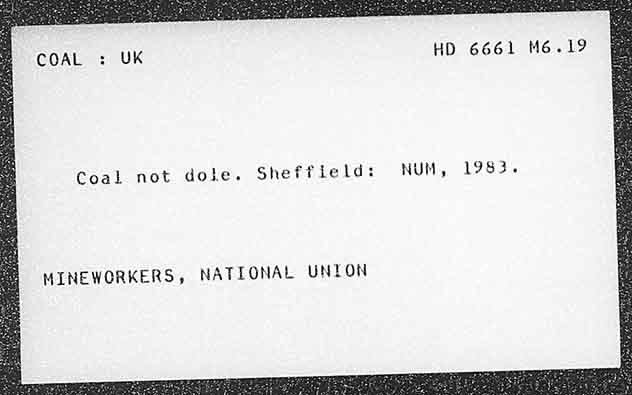 COAL : UK
HD 6661 M6.19
Coal not dole. Sheffield: NUM, 1983.
MINEWORKERS, NATIONAL UNION